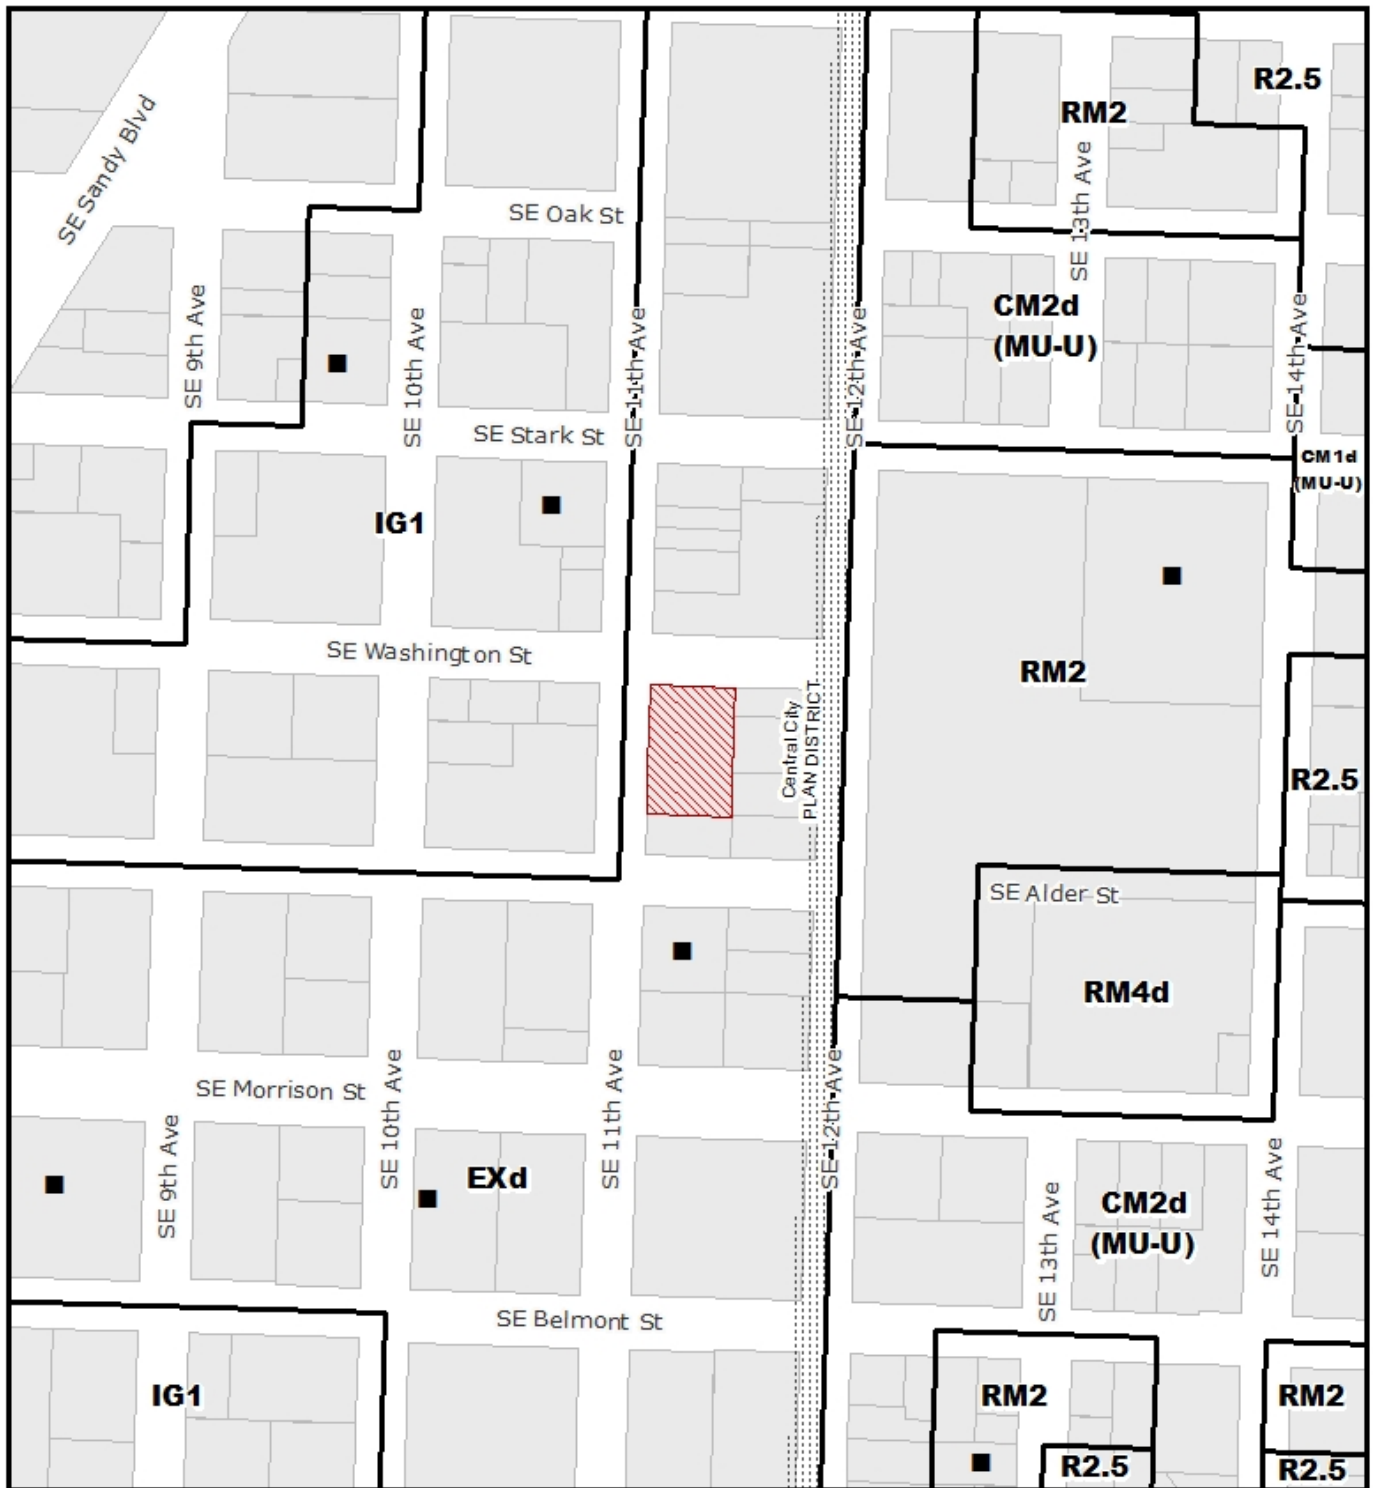 R2.5
RM2
SE Sandy Blvd
SE 13th Ave
SE Oak St
SE 9th Ave
SE 10th Ave
SE 11th Ave
SE 12th Ave
CM2d
(MU-U)
SE 14th Ave
SE Stark St
CM1d
(MU-U)
IG1
SE Washington St
RM2
Central City
PLAN DISTRICT
R2.5
SE Alder St
RM4d
SE Morrison St
SE 9th Ave
SE 10th Ave
SE 11th Ave
SE 12th Ave
EXd
CM2d
(MU-U)
SE 13th Ave
SE 14th Ave
SE Belmont St
IG1
RM2
RM2
R2.5
R2.5